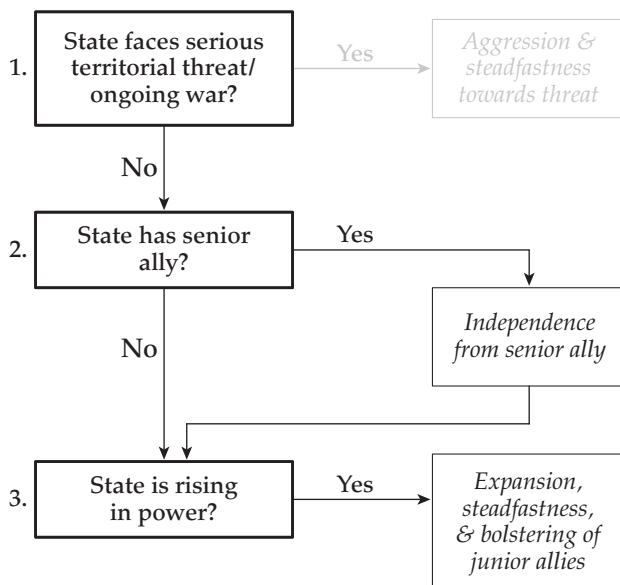 1.
State faces serious
territorial threat/
ongoing war?
Yes
Aggression &
steadfastness
towards threat
No
2.
State has senior
ally?
Yes
Independence
from senior ally
No
3.
State is rising
in power?
Yes
Expansion,
steadfastness,
& bolstering of
junior allies